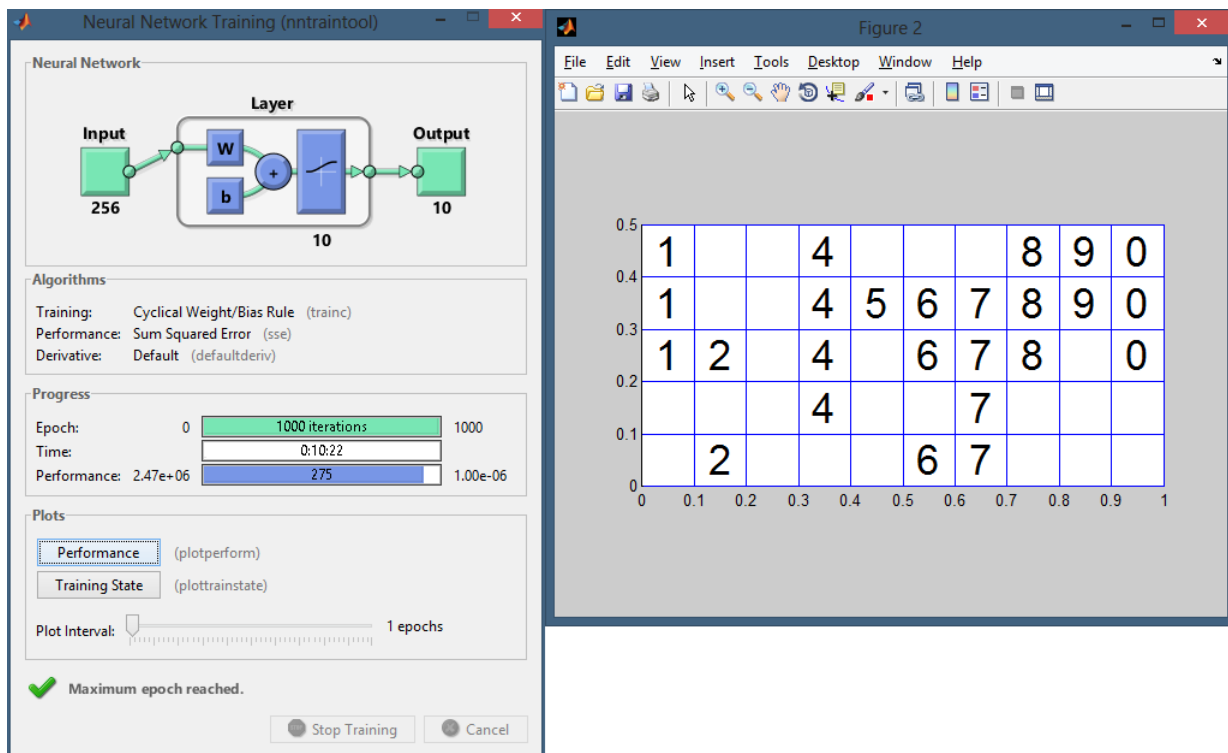 Neural Network Training (nntraintool)
Neural Network
Layer
Input
W
b
+
Output
256
10
10
Algorithms
Training: Cyclical Weight/Bias Rule (trainc)
Performance: Sum Squared Error (sse)
Derivative: Default (defaultderiv)
Progress
Epoch: 0 1000 iterations 1000
Time: 0:10:22
Performance: 2.47e+06 275 1.00e-06
Plots
Performance (plotperform)
Training State (plottrainstate)
Plot Interval: 1 epochs
Maximum epoch reached.
Stop Training Cancel
Figure 2
File Edit View Insert Tools Desktop Window Help
0.5
1 4 8 9 0
0.4
1 4 5 6 7 8 9 0
0.3
1 2 4 6 7 8 0
0.2
4 7
0.1
2 6 7
0
0 0.1 0.2 0.3 0.4 0.5 0.6 0.7 0.8 0.9 1